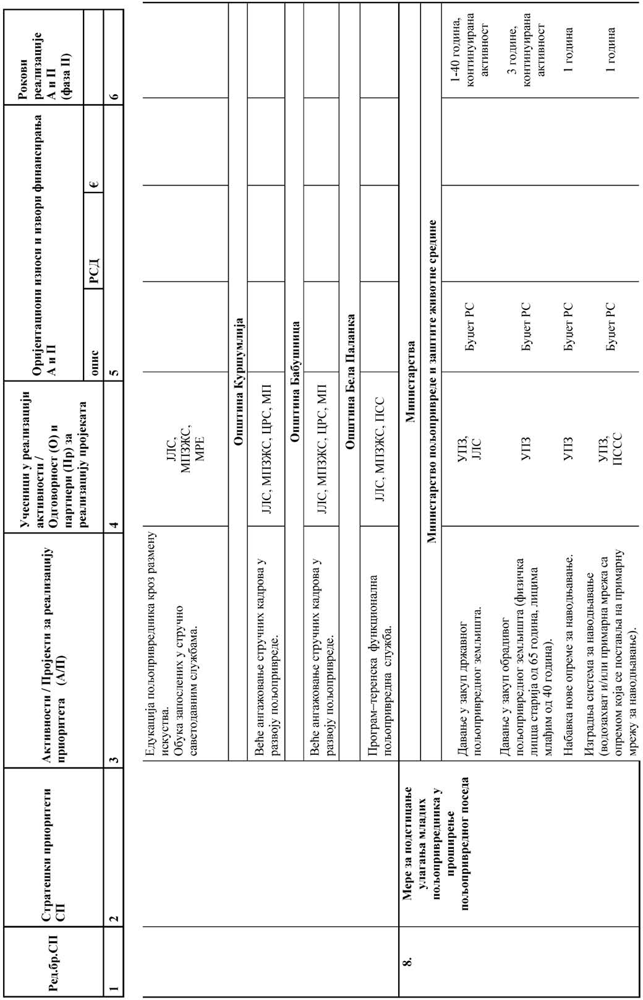 Ред.бр.СП
Стратешки приоритети
СП
Активности / Пројекти за реализацију
приоритета (А/П)
Учесници у реализацији
активности /
Одговорност (О) и
партнери (Пр) за
реализацију пројеката
Оријентациони износи и извори финансирања
А и П
опис
РСД
€
Рокови
реализације
А и П
(фаза II)
1
2
3
4
5
6
Едукација пољопривредника кроз размену
искуства.
Обука запослених у стручно
саветодавним службама.
ЈЛС,
МПЗЖС,
МРЕ
Општина Куршумлија
Веће ангажовање стручних кадрова у
развоју пољопривреде.
ЈЛС, МПЗЖС, ЦРС, МП
Општина Бабушница
Веће ангажовање стручних кадрова у
развоју пољопривреде.
ЈЛС, МПЗЖС, ЦРС, МП
Општина Бела Паланка
Програм–теренска функционална
пољопривредна служба.
ЈЛС, МПЗЖС, ПСС
8.
Мере за подстицање
улагања младих
пољопривредника у
проширење
пољопривредног поседа
Министарства
Министарство пољопривреде и заштите животне средине
Давање у закуп државног
пољопривредног земљишта.
УПЗ,
ЈЛС
Буџет РС
1-40 година,
континуирана
активност
Давање у закуп обрадивог
пољопривредног земљишта (физичка
лица старија од 65 година, лицима
млађим од 40 година).
УПЗ
Буџет РС
3 године,
континуирана
активност
Набавка нове опреме за наводњавање.
УПЗ
Буџет РС
1 година
Изградња система за наводњавање
(водозахват и/или примарна мрежа са
опремом која се поставља на примарну
мрежу за наводњавање).
УПЗ,
ПССС
Буџет РС
1 година